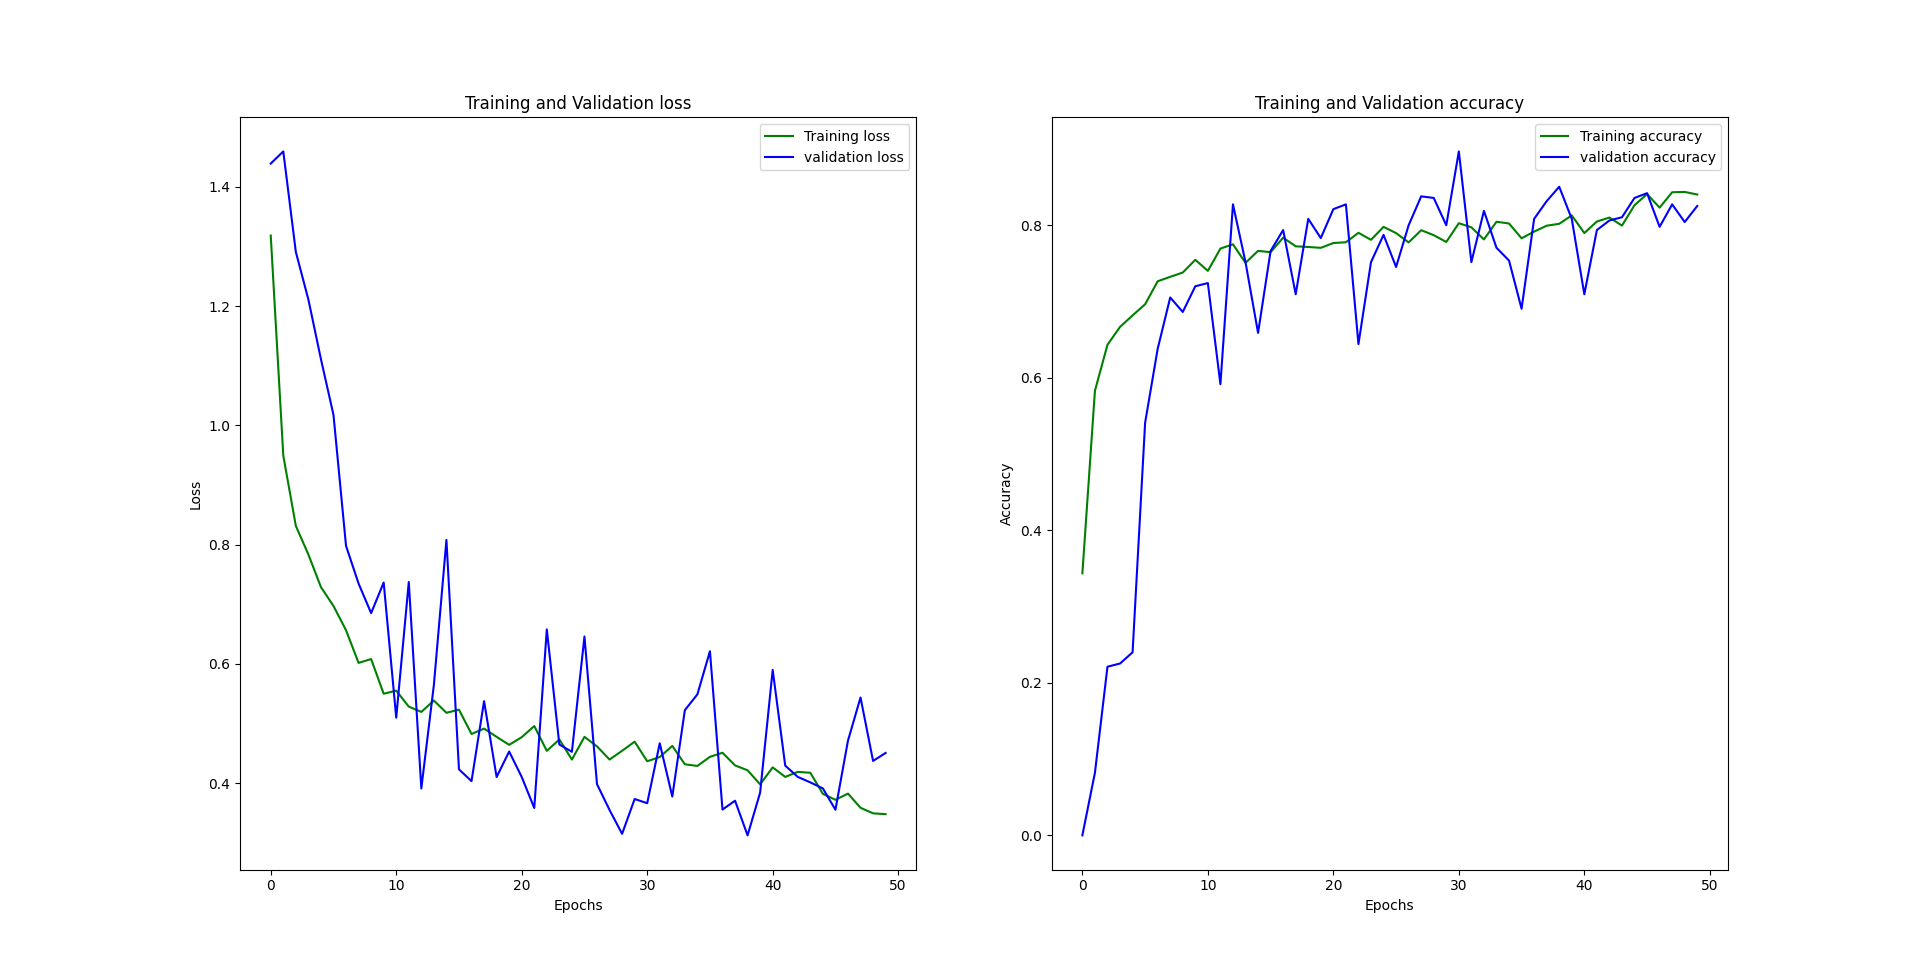 Training and Validation loss
Training loss
validation loss
1.4
1.2
1.0
0.8
0.6
0.4
Loss
0 10 20 30 40 50
Epochs
Training and Validation accuracy
Training accuracy
validation accuracy
0.8
0.6
0.4
0.2
0.0
Accuracy
0 10 20 30 40 50
Epochs